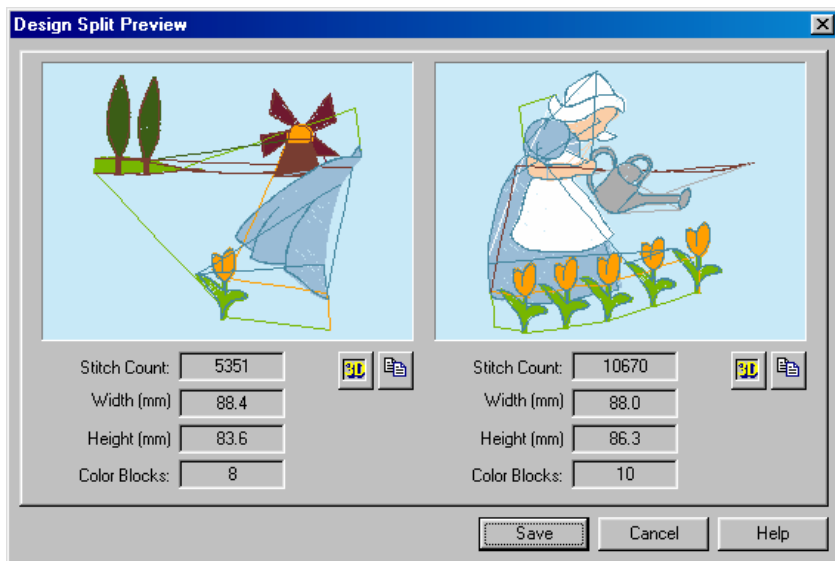 Design Split Preview
Stitch Count: 5351
Width (mm) 88.4
Height (mm) 83.6
Color Blocks: 8
3D
Stitch Count: 10670
Width (mm) 88.0
Height (mm) 86.3
Color Blocks: 10
3D
Save Cancel Help